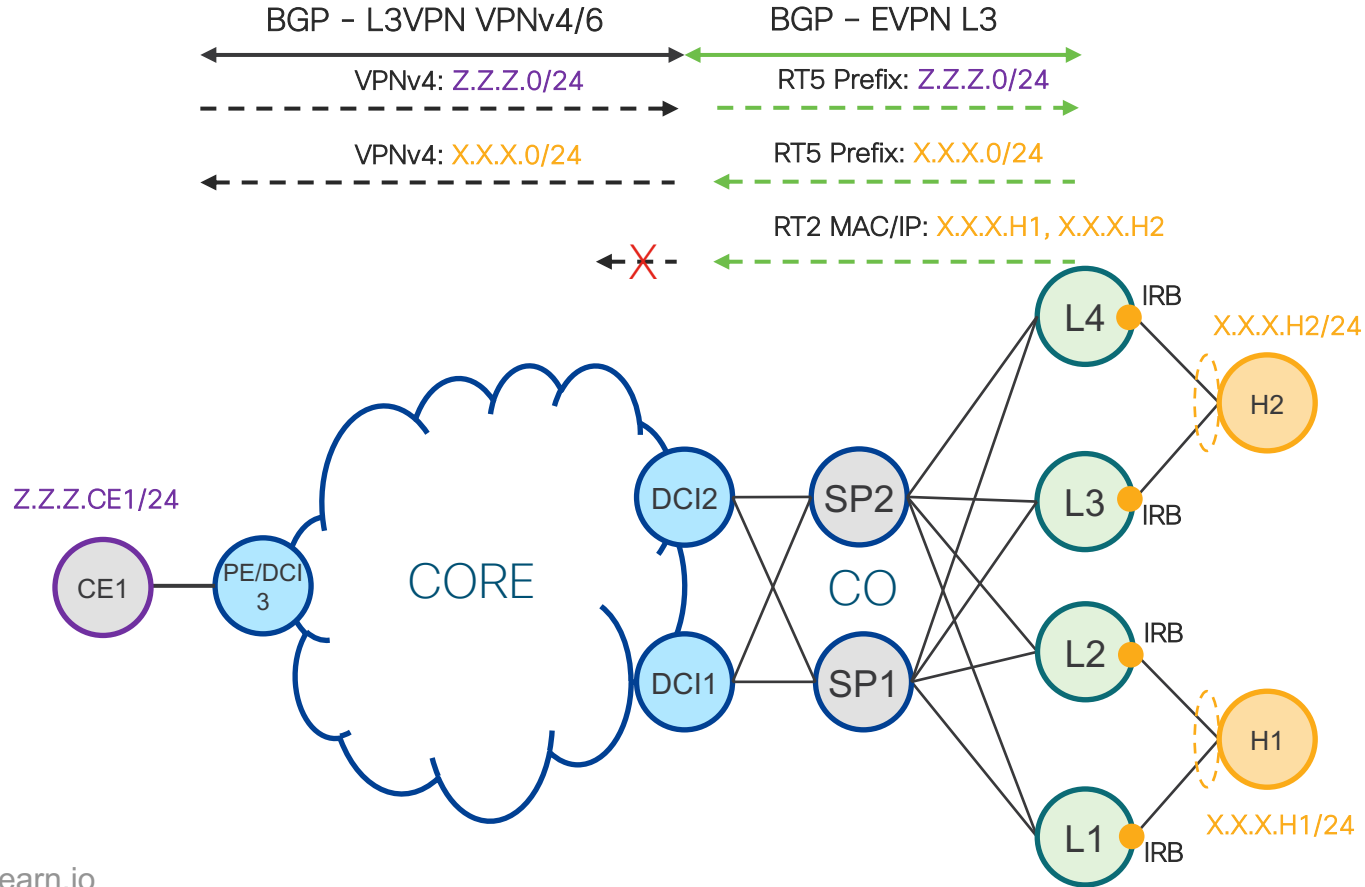 BGP – L3VPN VPNv4/6
BGP – EVPN L3
VPNv4: Z.Z.Z.0/24
RT5 Prefix: Z.Z.Z.0/24
VPNv4: X.X.X.0/24
RT5 Prefix: X.X.X.0/24
RT2 MAC/IP: X.X.X.H1, X.X.X.H2
L4
IRB
X.X.X.H2/24
H2
Z.Z.Z.CE1/24
DCI2
SP2
L3
IRB
CE1
PE/DCI
3
CORE
CO
L2
IRB
DCI1
SP1
H1
X.X.X.H1/24
L1
IRB
earn.io